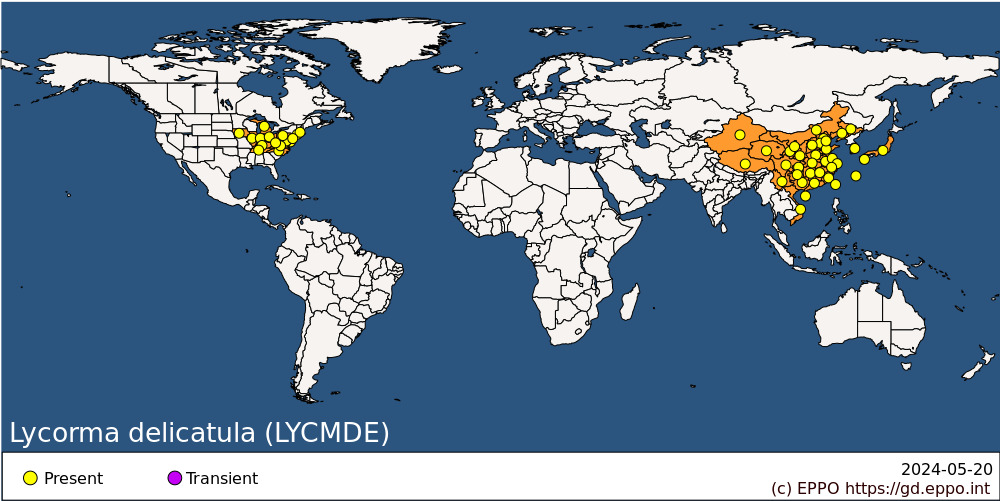 Lycorma delicatula (LYCMDE)
Present
Transient
2024-05-20
(c) EPPO https://gd.eppo.int